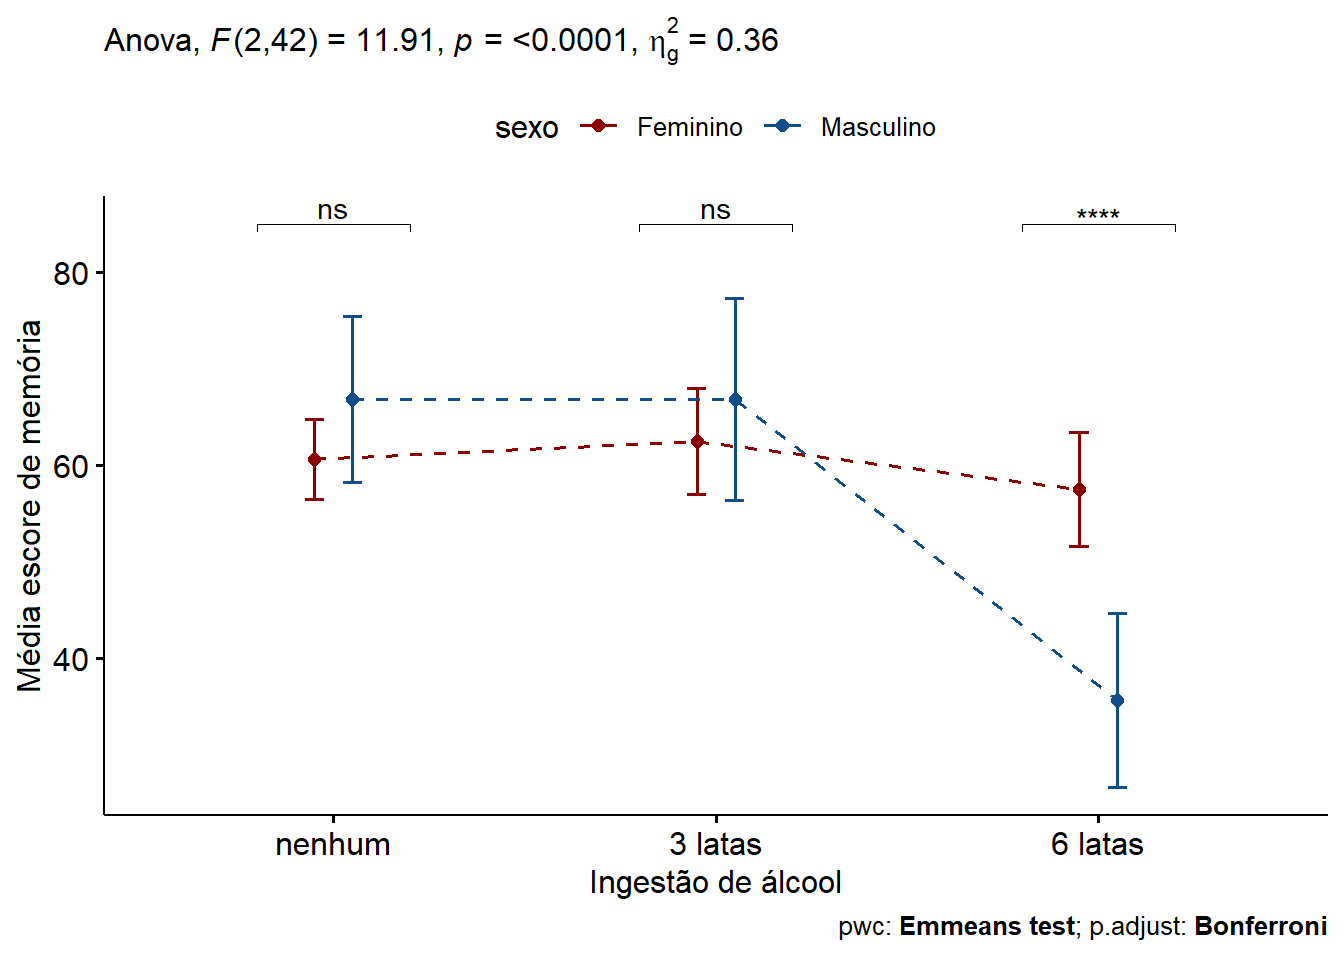 Anova, F(2,42) = 11.91, p = <0.0001, η²g = 0.36
sexo Feminino Masculino
ns ns ****
80
60
40
Média escore de memória
nenhum 3 latas 6 latas
Ingestão de álcool
pwc: Emmeans test; p.adjust: Bonferroni